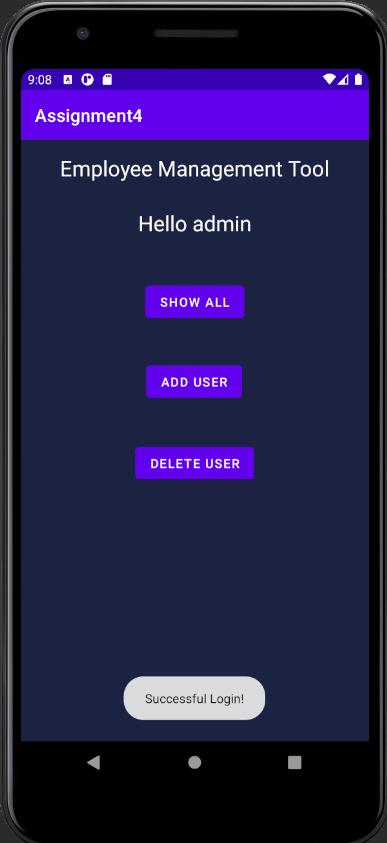 9:08
Assignment4
Employee Management Tool
Hello admin
SHOW ALL
ADD USER
DELETE USER
Successful Login!